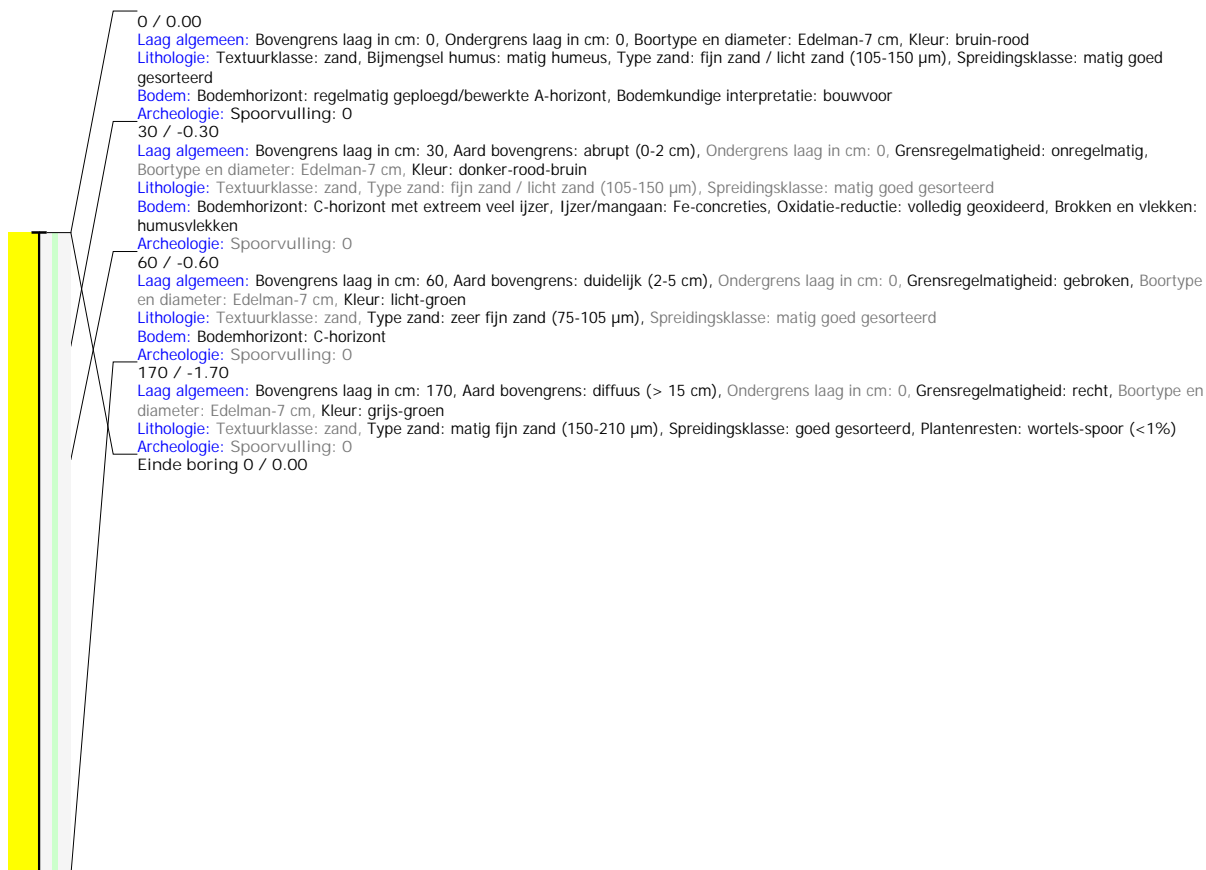 0 / 0.00
Laag algemeen: Bovengrens laag in cm: 0, Ondergrens laag in cm: 0, Boortype en diameter: Edelman-7 cm, Kleur: bruin-rood
Lithologie: Textuurklasse: zand, Bijmengsel humus: matig humeus, Type zand: fijn zand / licht zand (105-150 µm), Spreidingsklasse: matig goed
gesorteerd
Bodem: Bodemhorizont: regelmatig geploegd/bewerkte A-horizont, Bodemkundige interpretatie: bouwvoor
Archeologie: Spoorvulling: 0
30 / -0.30
Laag algemeen: Bovengrens laag in cm: 30, Aard bovengrens: abrupt (0-2 cm), Ondergrens laag in cm: 0, Grensregelmatigheid: onregelmatig,
Boortype en diameter: Edelman-7 cm, Kleur: donker-rood-bruin
Lithologie: Textuurklasse: zand, Type zand: fijn zand / licht zand (105-150 µm), Spreidingsklasse: matig goed gesorteerd
Bodem: Bodemhorizont: C-horizont met extreem veel ijzer, Ijzer/mangaan: Fe-concreties, Oxidatie-reductie: volledig geoxideerd, Brokken en vlekken:
humusvlekken
Archeologie: Spoorvulling: 0
60 / -0.60
Laag algemeen: Bovengrens laag in cm: 60, Aard bovengrens: duidelijk (2-5 cm), Ondergrens laag in cm: 0, Grensregelmatigheid: gebroken, Boortype
en diameter: Edelman-7 cm, Kleur: licht-groen
Lithologie: Textuurklasse: zand, Type zand: zeer fijn zand (75-105 µm), Spreidingsklasse: matig goed gesorteerd
Bodem: Bodemhorizont: C-horizont
Archeologie: Spoorvulling: 0
170 / -1.70
Laag algemeen: Bovengrens laag in cm: 170, Aard bovengrens: diffuus (> 15 cm), Ondergrens laag in cm: 0, Grensregelmatigheid: recht, Boortype en
diameter: Edelman-7 cm, Kleur: grijs-groen
Lithologie: Textuurklasse: zand, Type zand: matig fijn zand (150-210 µm), Spreidingsklasse: goed gesorteerd, Plantenresten: wortels-spoor (<1%)
Archeologie: Spoorvulling: 0
Einde boring 0 / 0.00